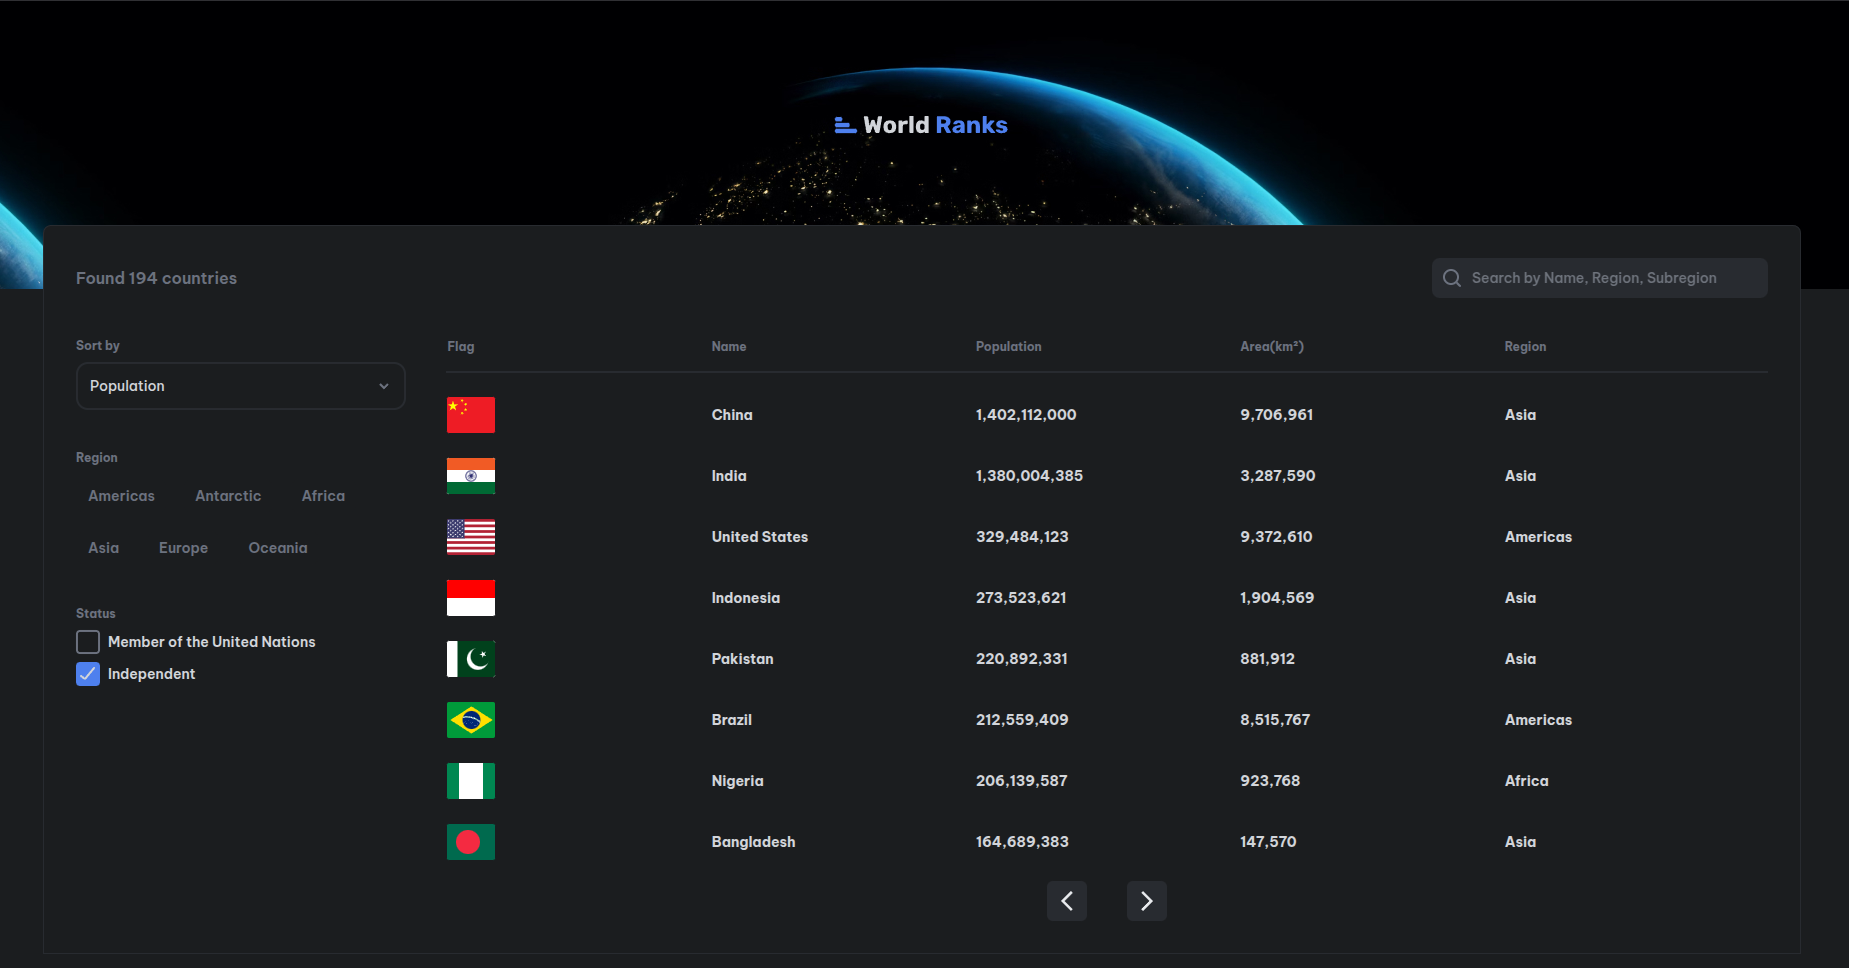 World Ranks
Found 194 countries
Search by Name, Region, Subregion
Sort by
Population
Region
Americas Antarctic Africa
Asia Europe Oceania
Status
Member of the United Nations
Independent
Flag Name Population Area(km²) Region
China 1,402,112,000 9,706,961 Asia
India 1,380,004,385 3,287,590 Asia
United States 329,484,123 9,372,610 Americas
Indonesia 273,523,621 1,904,569 Asia
Pakistan 220,892,331 881,912 Asia
Brazil 212,559,409 8,515,767 Americas
Nigeria 206,139,587 923,768 Africa
Bangladesh 164,689,383 147,570 Asia